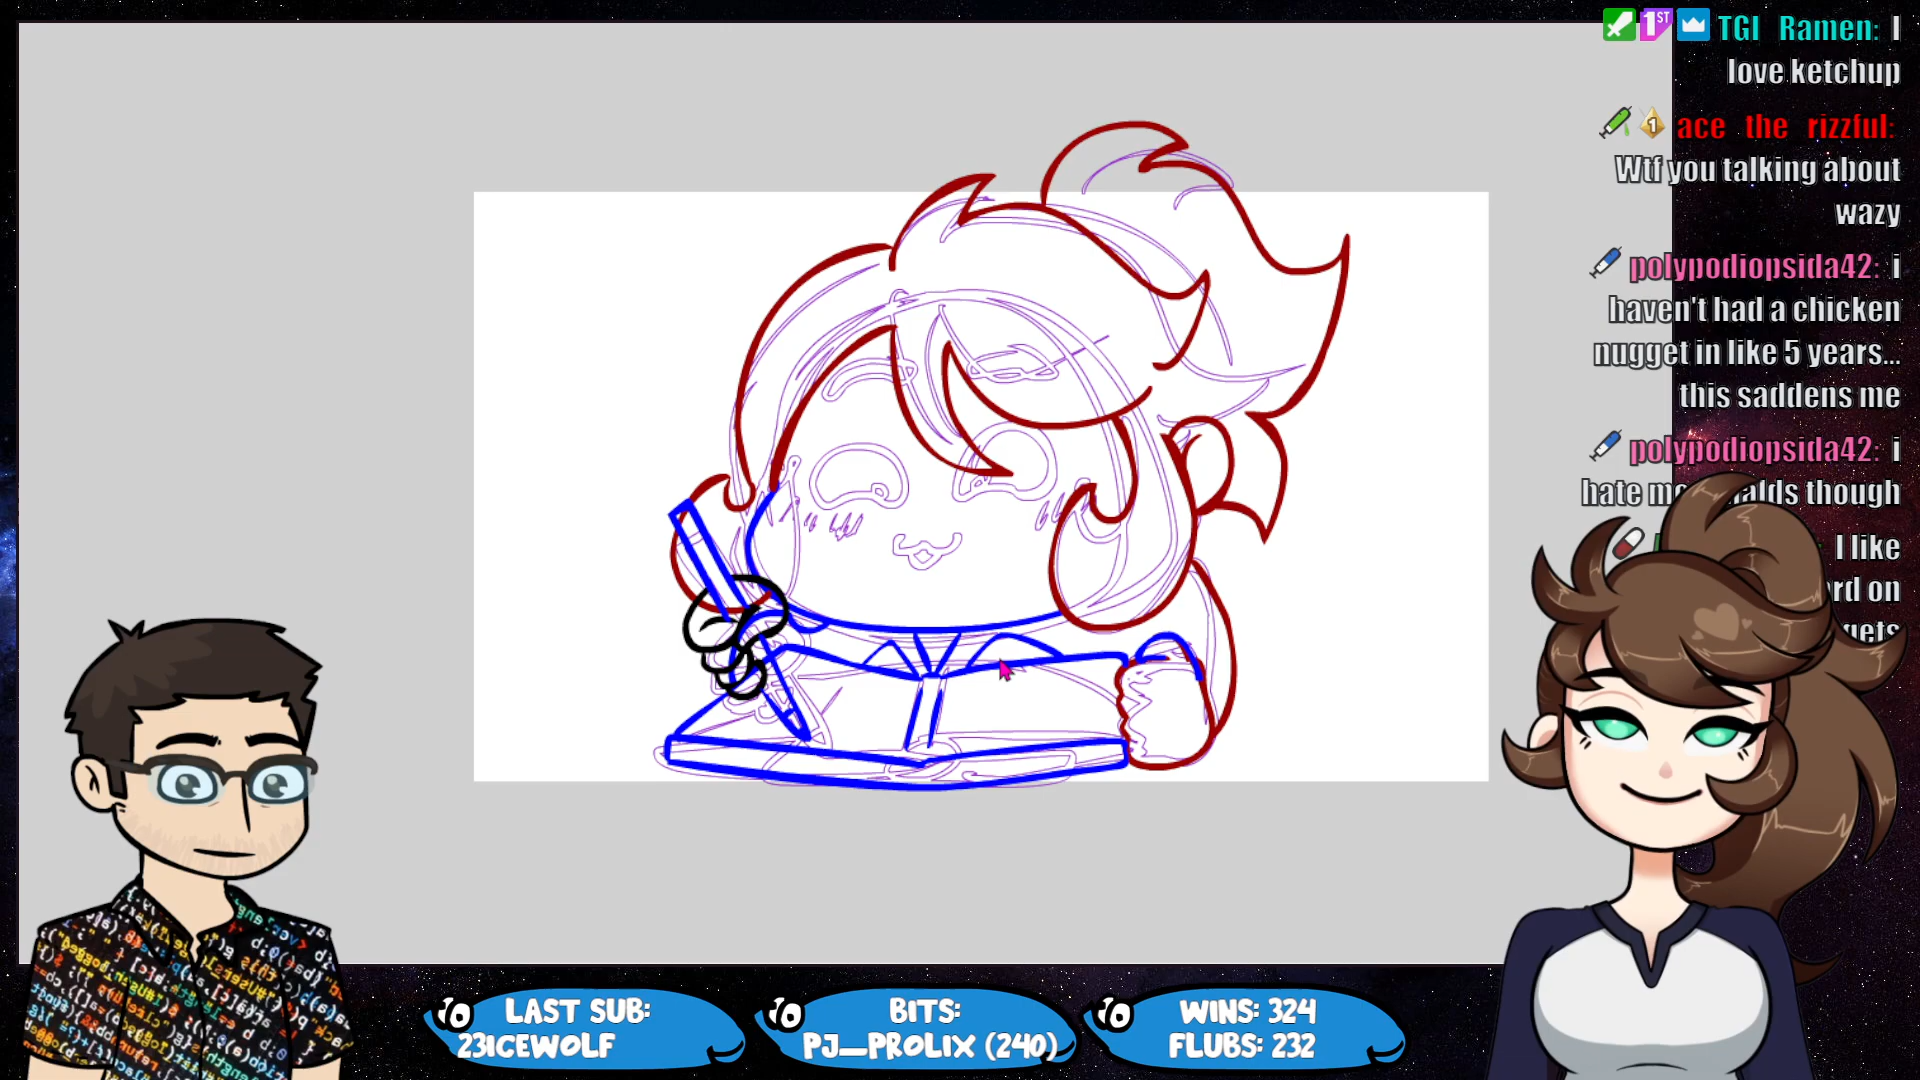 1ST TGI Ramen: I
love ketchup
1 ace the rizzful:
Wtf you talking about
wazy
polypodiopsida42: i
haven't had a chicken
nugget in like 5 years...
this saddens me
polypodiopsida42: i
hate though
I like
on
LAST SUB:
23ICEWOLF
BITS:
PJ_PROLIX (240)
WINS: 324
FLUBS: 232